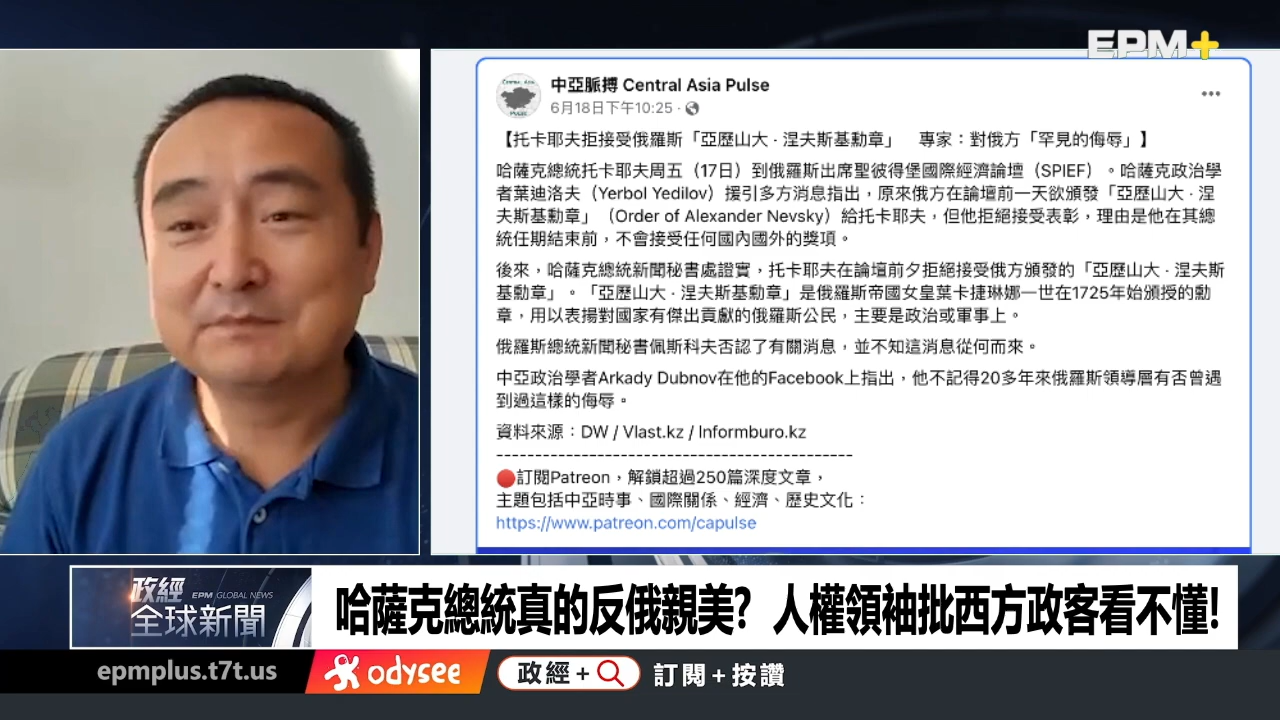 EPM+
Central Asia
PULSE
中亞脈搏 Central Asia Pulse
6月18日下午10:25 ·
【托卡耶夫拒接受俄羅斯「亞歷山大 · 涅夫斯基勳章」 專家：對俄方「罕見的侮辱」】
哈薩克總統托卡耶夫周五（17日）到俄羅斯出席聖彼得堡國際經濟論壇（SPIEF）。哈薩克政治學
者葉迪洛夫（Yerbol Yedilov）援引多方消息指出，原來俄方在論壇前一天欲頒發「亞歷山大 · 涅
夫斯基勳章」（Order of Alexander Nevsky）給托卡耶夫，但他拒絕接受表彰，理由是他在其總
統任期結束前，不會接受任何國內國外的獎項。
後來，哈薩克總統新聞秘書處證實，托卡耶夫在論壇前夕拒絕接受俄方頒發的「亞歷山大 · 涅夫斯
基勳章」。「亞歷山大 · 涅夫斯基勳章」是俄羅斯帝國女皇葉卡捷琳娜一世在1725年始頒授的勳
章，用以表揚對國家有傑出貢獻的俄羅斯公民，主要是政治或軍事上。
俄羅斯總統新聞秘書佩斯科夫否認了有關消息，並不知這消息從何而來。
中亞政治學者Arkady Dubnov在他的Facebook上指出，他不記得20多年來俄羅斯領導層有否曾遇
到過這樣的侮辱。
資料來源：DW / Vlast.kz / Informburo.kz
----------------------------------------------
訂閱Patreon，解鎖超過250篇深度文章，
主題包括中亞時事、國際關係、經濟、歷史文化：
https://www.patreon.com/capulse
政經 EPM GLOBAL NEWS
全球新聞
哈薩克總統真的反俄親美? 人權領袖批西方政客看不懂!
epmplus.t7t.us
odysee
政經+
訂閱+按讚